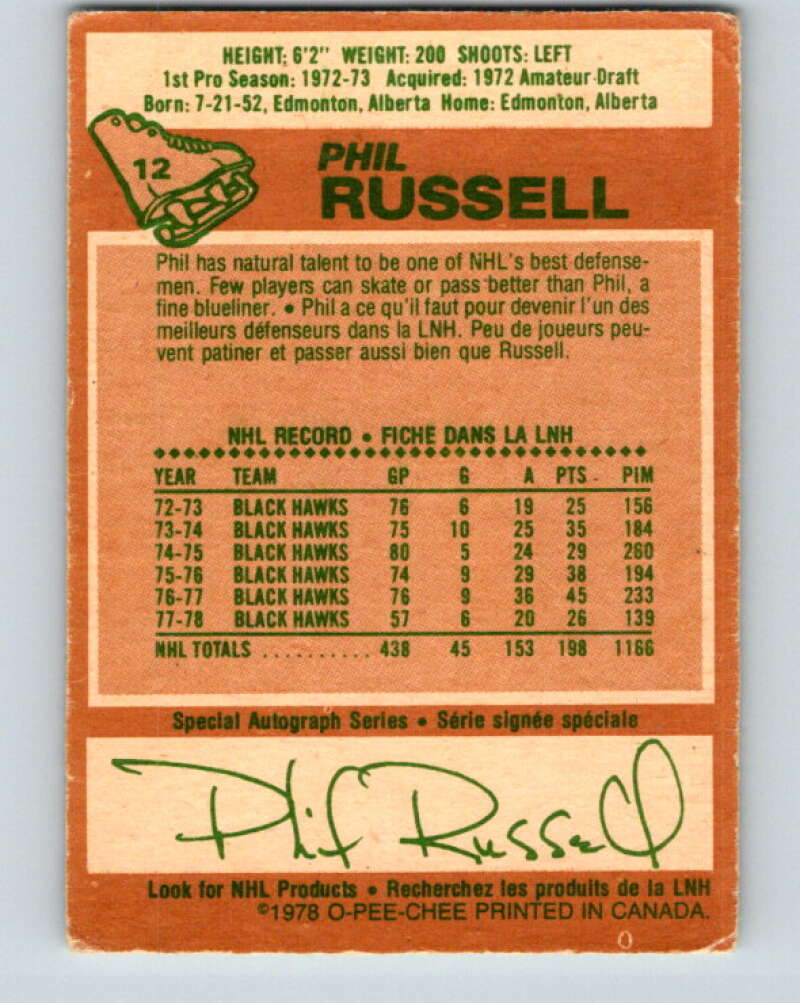 HEIGHT: 6'2" WEIGHT: 200 SHOOTS: LEFT
1st Pro Season: 1972-73 Acquired: 1972 Amateur Draft
Born: 7-21-52, Edmonton, Alberta Home: Edmonton, Alberta
12
PHIL
RUSSELL
Phil has natural talent to be one of NHL's best defense-
men. Few players can skate or pass better than Phil, a
fine blueliner. • Phil a ce qu'il faut pour devenir l'un des
meilleurs défenseurs dans la LNH. Peu de joueurs peu-
vent patiner et passer aussi bien que Russell.
NHL RECORD • FICHE DANS LA LNH
YEAR TEAM GP G A PTS PIM
72-73 BLACK HAWKS 76 6 19 25 156
73-74 BLACK HAWKS 75 10 25 35 184
74-75 BLACK HAWKS 80 5 24 29 260
75-76 BLACK HAWKS 74 9 29 38 194
76-77 BLACK HAWKS 76 9 36 45 233
77-78 BLACK HAWKS 57 6 20 26 139
NHL TOTALS .......... 438 45 153 198 1166
Special Autograph Series • Série signée spéciale
Phil Russell
Look for NHL Products • Recherchez les produits de la LNH
©1978 O-PEE-CHEE PRINTED IN CANADA.
0